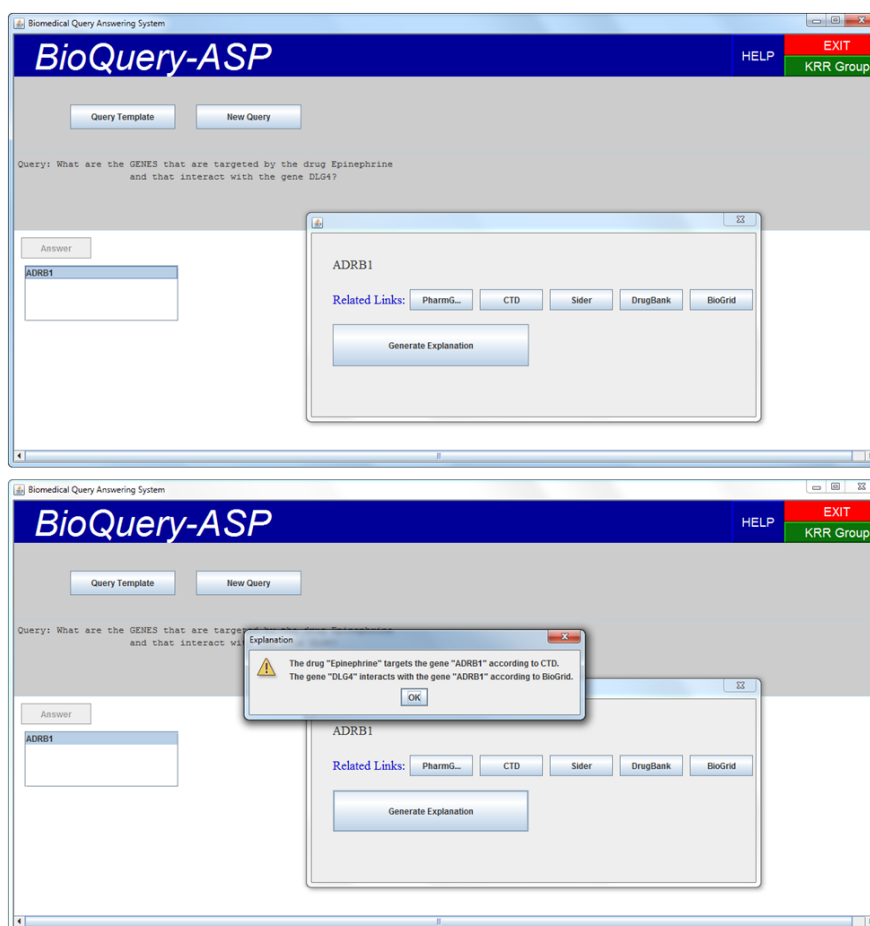 Biomedical Query Answering System
BioQuery-ASP
HELP
EXIT
KRR Group
Query Template
New Query
Query: What are the GENES that are targeted by the drug Epinephrine
and that interact with the gene DLG4?
Answer
ADRB1
ADRB1
Related Links:
PharmG...
CTD
Sider
DrugBank
BioGrid
Generate Explanation
Biomedical Query Answering System
BioQuery-ASP
HELP
EXIT
KRR Group
Query Template
New Query
Query: What are the GENES that are targeted by the drug Epinephrine
and that interact wi
Explanation
The drug "Epinephrine" targets the gene "ADRB1" according to CTD.
The gene "DLG4" interacts with the gene "ADRB1" according to BioGrid.
OK
Answer
ADRB1
ADRB1
Related Links:
PharmG...
CTD
Sider
DrugBank
BioGrid
Generate Explanation